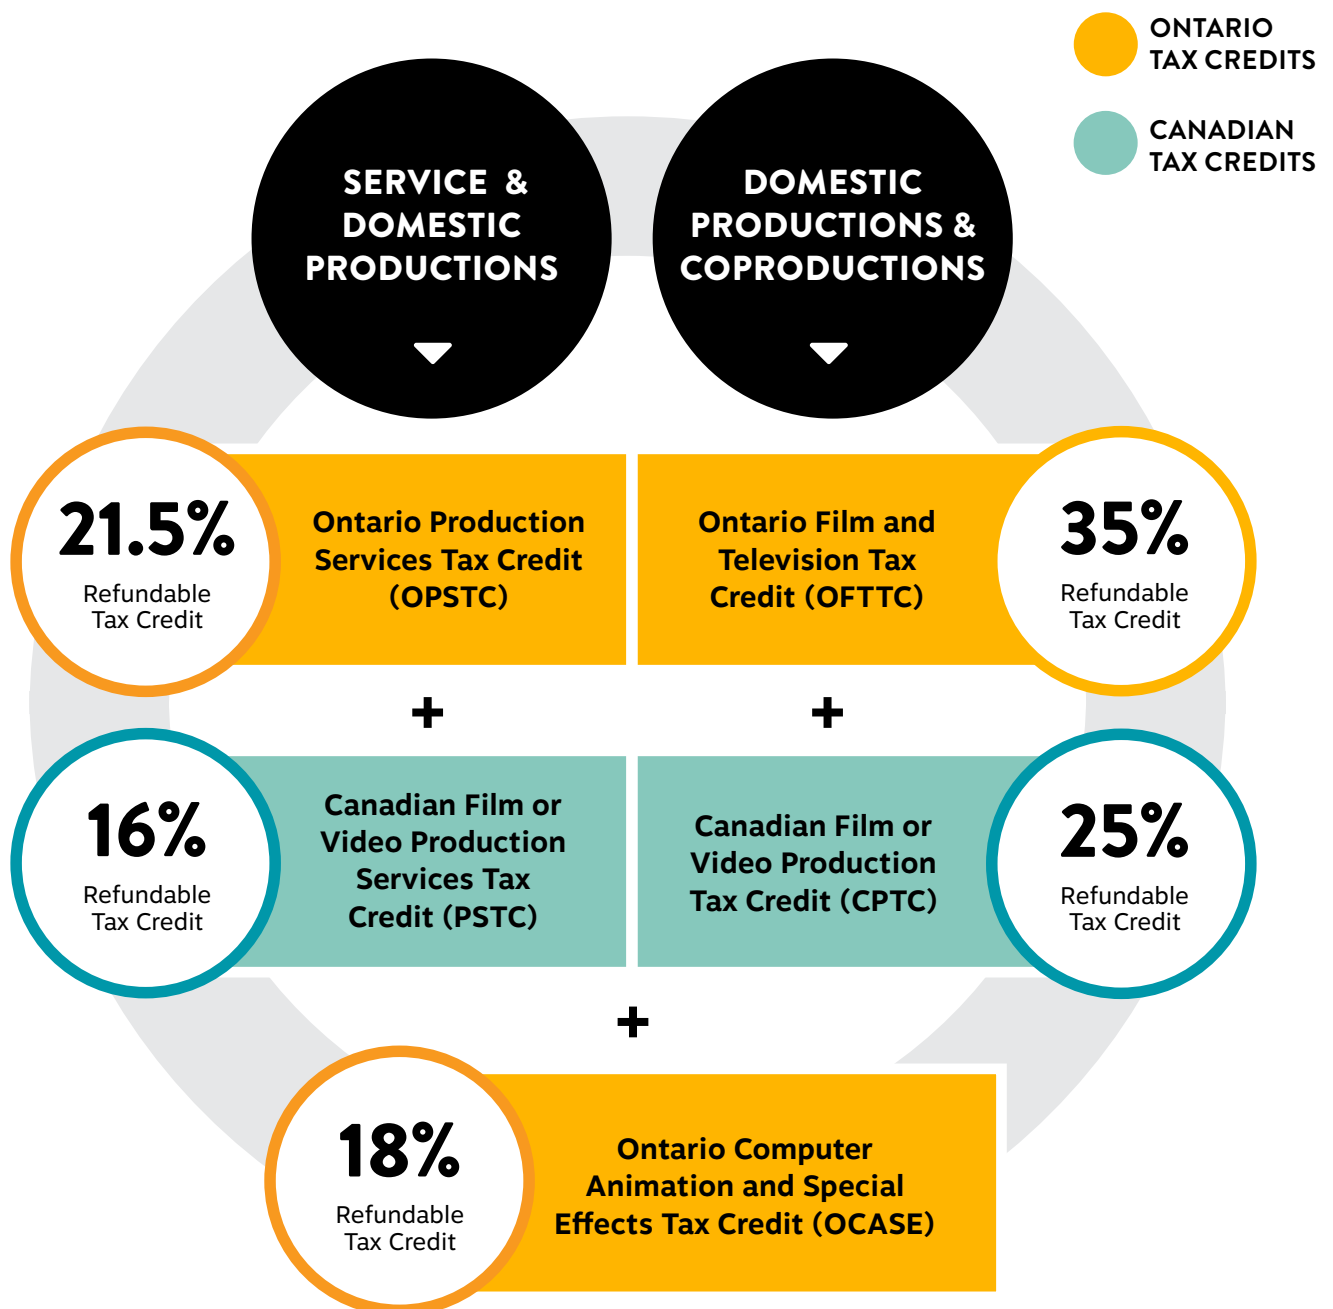 ONTARIO
TAX CREDITS
CANADIAN
TAX CREDITS
SERVICE &
DOMESTIC
PRODUCTIONS
DOMESTIC
PRODUCTIONS &
COPRODUCTIONS
21.5%
Refundable
Tax Credit
Ontario Production
Services Tax Credit
(OPSTC)
Ontario Film and
Television Tax
Credit (OFTTC)
35%
Refundable
Tax Credit
+
+
16%
Refundable
Tax Credit
Canadian Film or
Video Production
Services Tax
Credit (PSTC)
Canadian Film or
Video Production
Tax Credit (CPTC)
25%
Refundable
Tax Credit
+
18%
Refundable
Tax Credit
Ontario Computer
Animation and Special
Effects Tax Credit (OCASE)